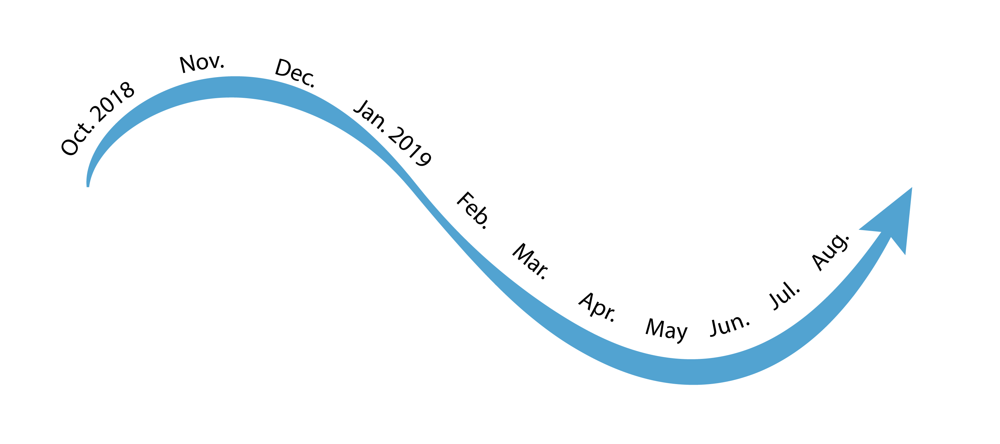 Oct. 2018
Nov.
Dec.
Jan. 2019
Feb.
Mar.
Apr.
May
Jun.
Jul.
Aug.